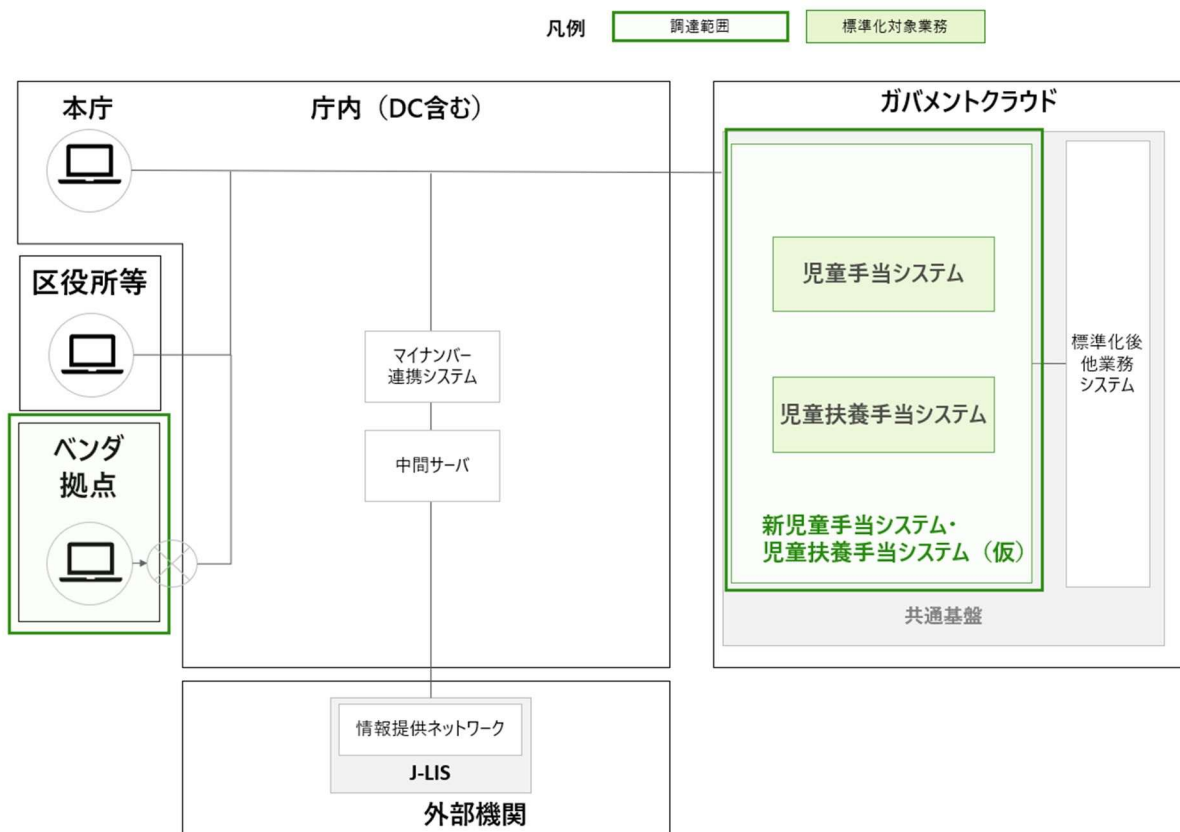 凡例
調達範囲
標準化対象業務
本庁
庁内（DC含む）
ガバメントクラウド
区役所等
児童手当システム
マイナンバー
連携システム
標準化後
他業務
システム
児童扶養手当システム
ベンダ
拠点
中間サーバ
新児童手当システム・
児童扶養手当システム（仮）
共通基盤
情報提供ネットワーク
J-LIS
外部機関